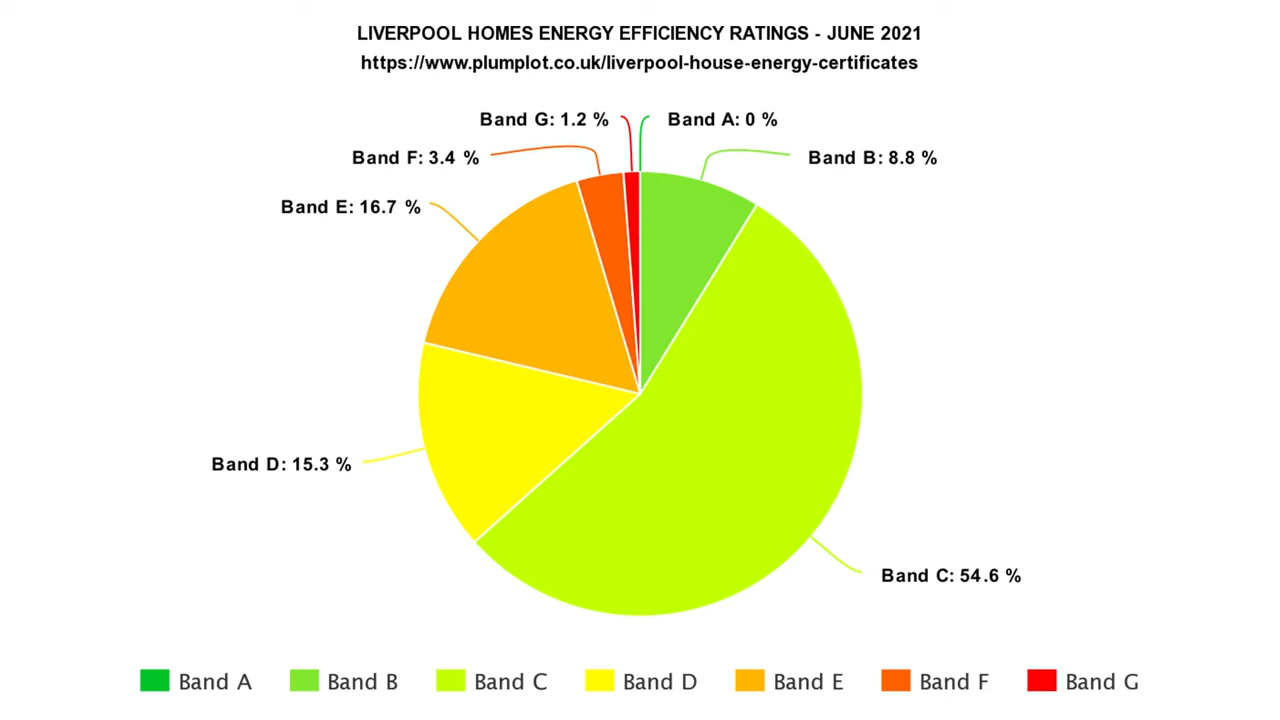 LIVERPOOL HOMES ENERGY EFFICIENCY RATINGS - JUNE 2021
https://www.plumplot.co.uk/liverpool-house-energy-certificates
Band G: 1.2 %
Band A: 0 %
Band F: 3.4 %
Band B: 8.8 %
Band E: 16.7 %
Band D: 15.3 %
Band C: 54.6 %
Band A
Band B
Band C
Band D
Band E
Band F
Band G